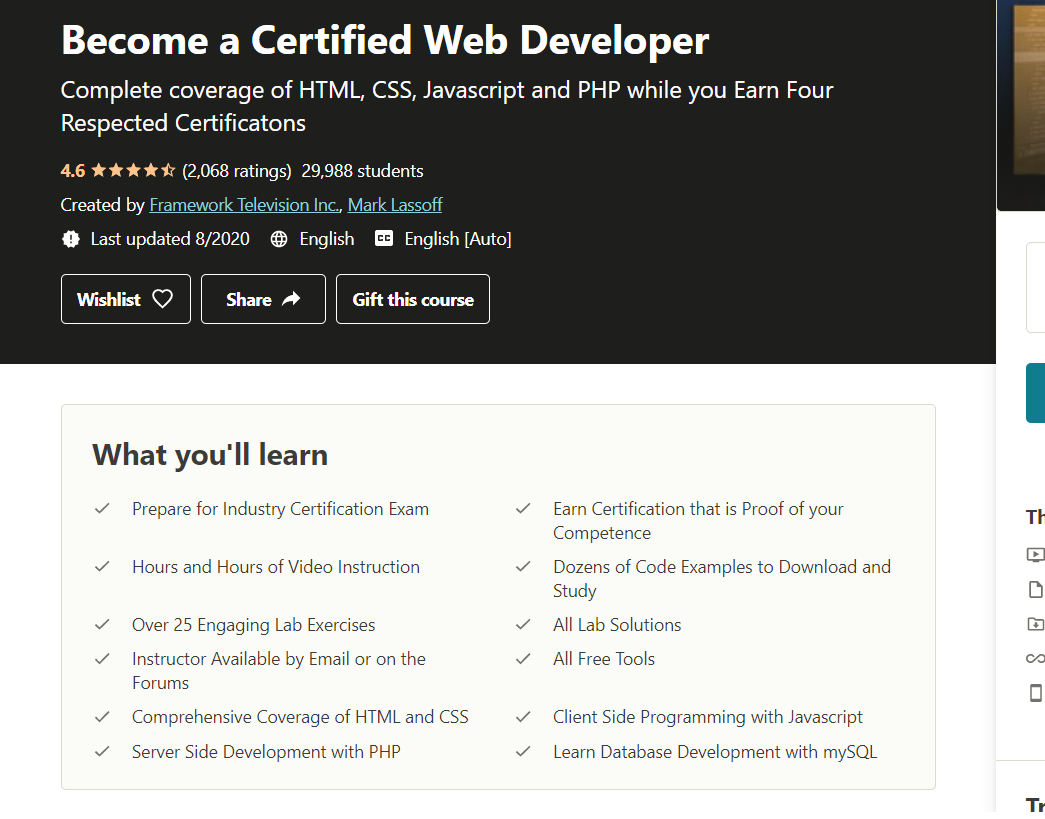 Become a Certified Web Developer
Complete coverage of HTML, CSS, Javascript and PHP while you Earn Four
Respected Certificatons
4.6 (2,068 ratings) 29,988 students
Created by Framework Television Inc., Mark Lassoff
Last updated 8/2020 English CC English [Auto]
Wishlist Share Gift this course
What you'll learn
Prepare for Industry Certification Exam
Earn Certification that is Proof of your
Competence
Hours and Hours of Video Instruction
Dozens of Code Examples to Download and
Study
Over 25 Engaging Lab Exercises
All Lab Solutions
Instructor Available by Email or on the
Forums
All Free Tools
Comprehensive Coverage of HTML and CSS
Client Side Programming with Javascript
Server Side Development with PHP
Learn Database Development with mySQL